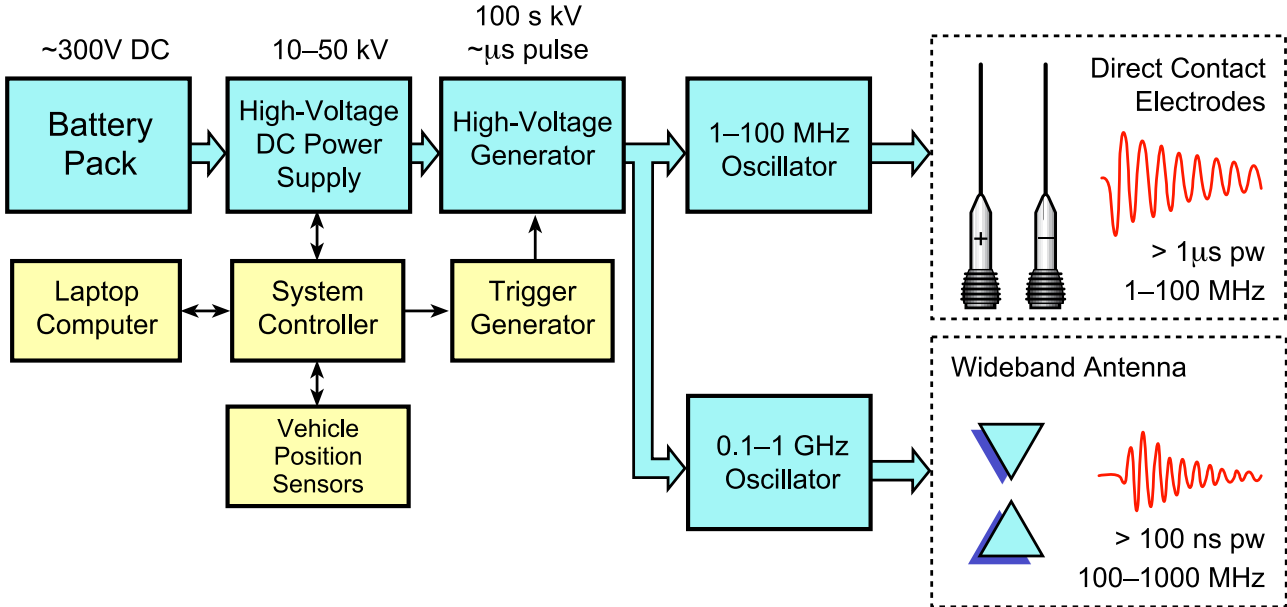 ~300V DC
10–50 kV
100 s kV
~μs pulse
Battery
Pack
High-Voltage
DC Power
Supply
High-Voltage
Generator
1–100 MHz
Oscillator
Direct Contact
Electrodes
+
−
> 1μs pw
1–100 MHz
Laptop
Computer
System
Controller
Trigger
Generator
Vehicle
Position
Sensors
0.1–1 GHz
Oscillator
Wideband Antenna
> 100 ns pw
100–1000 MHz